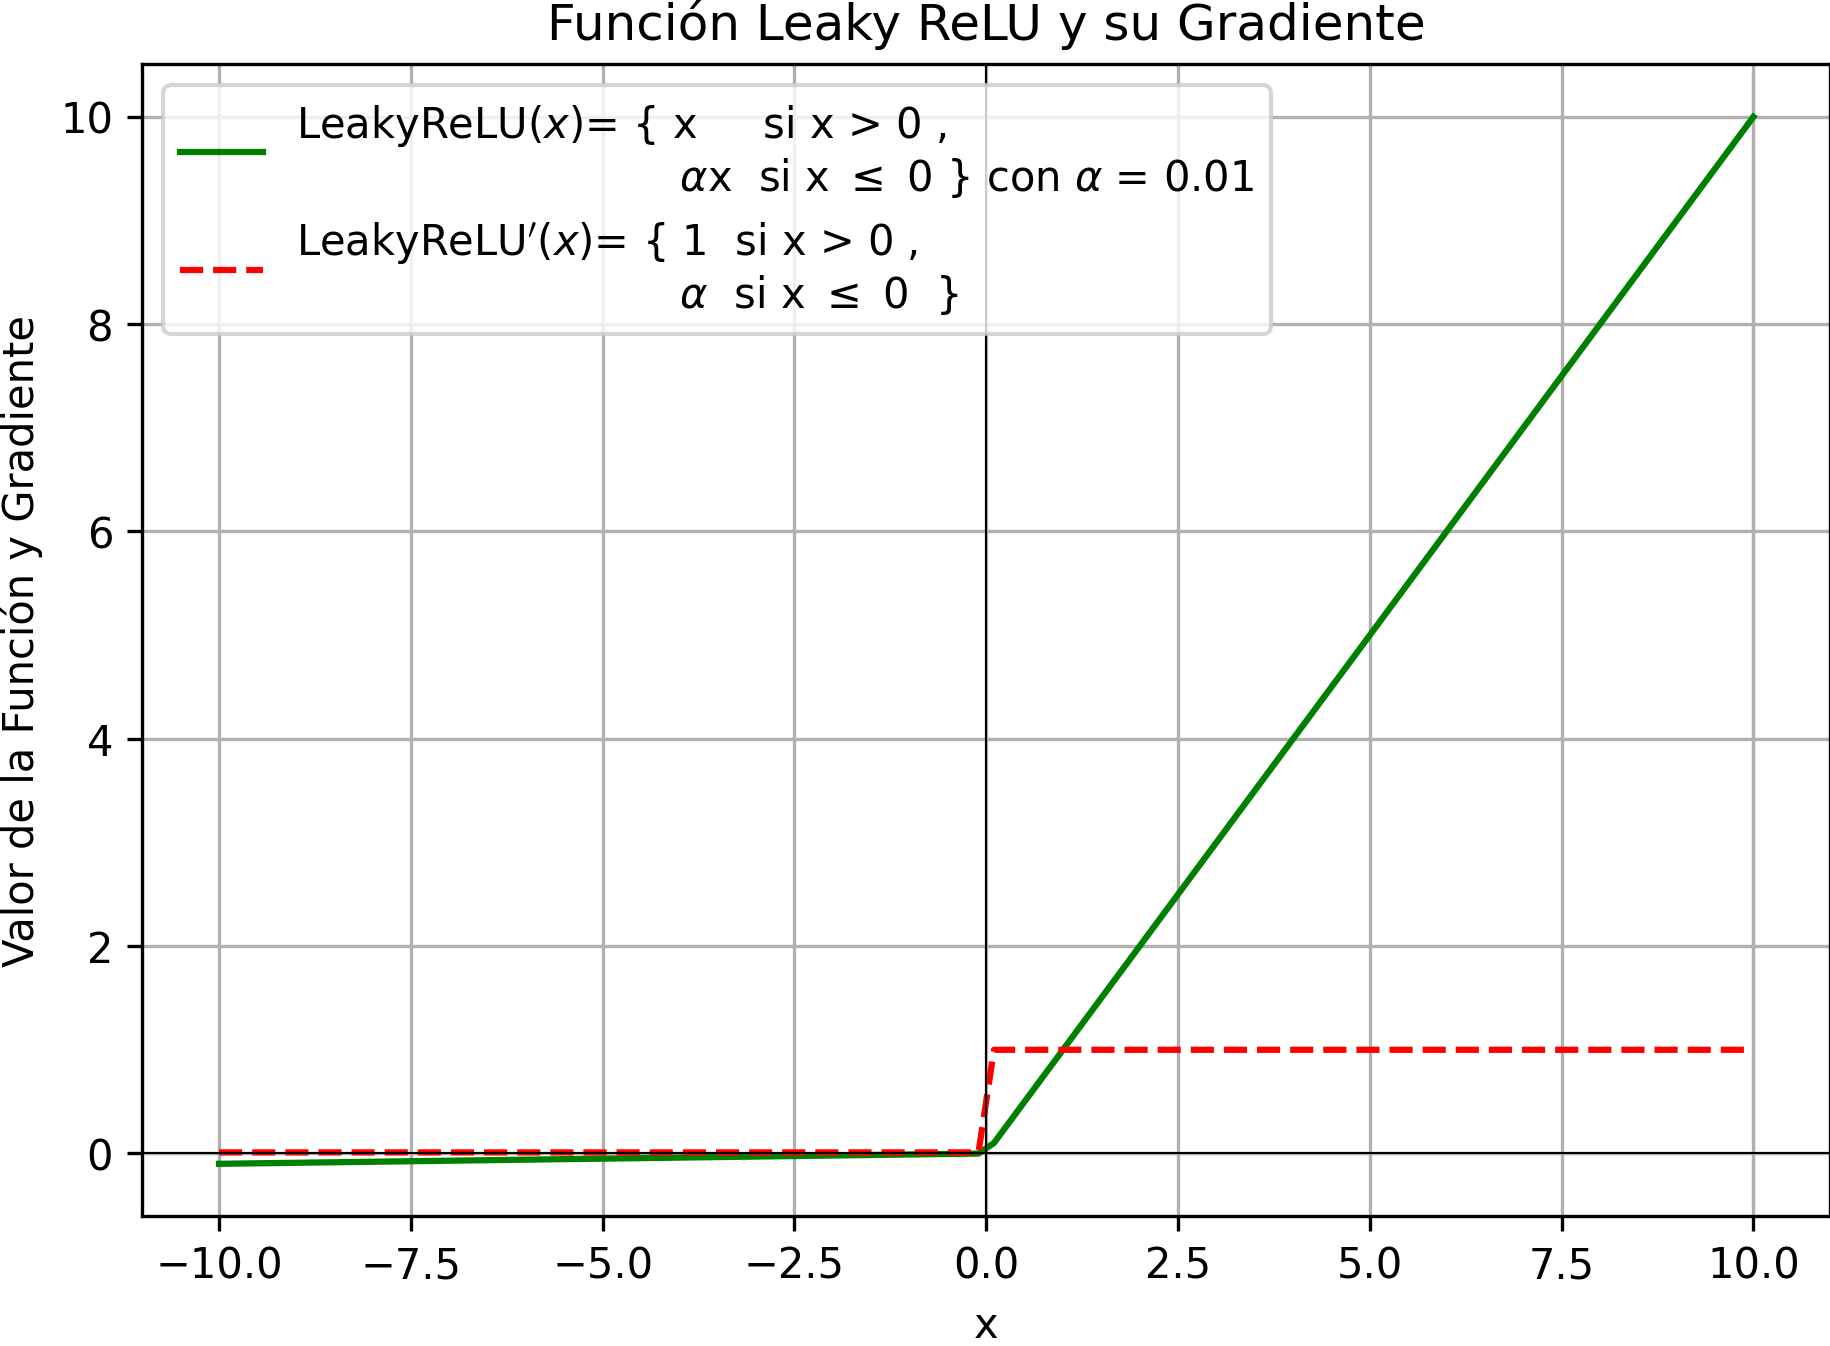 Función Leaky ReLU y su Gradiente
LeakyReLU(x)= { x si x > 0 ,
αx si x ≤ 0 } con α = 0.01
LeakyReLU′(x)= { 1 si x > 0 ,
α si x ≤ 0 }
Valor de la Función y Gradiente
10
8
6
4
2
0
−10.0 −7.5 −5.0 −2.5 0.0 2.5 5.0 7.5 10.0
x